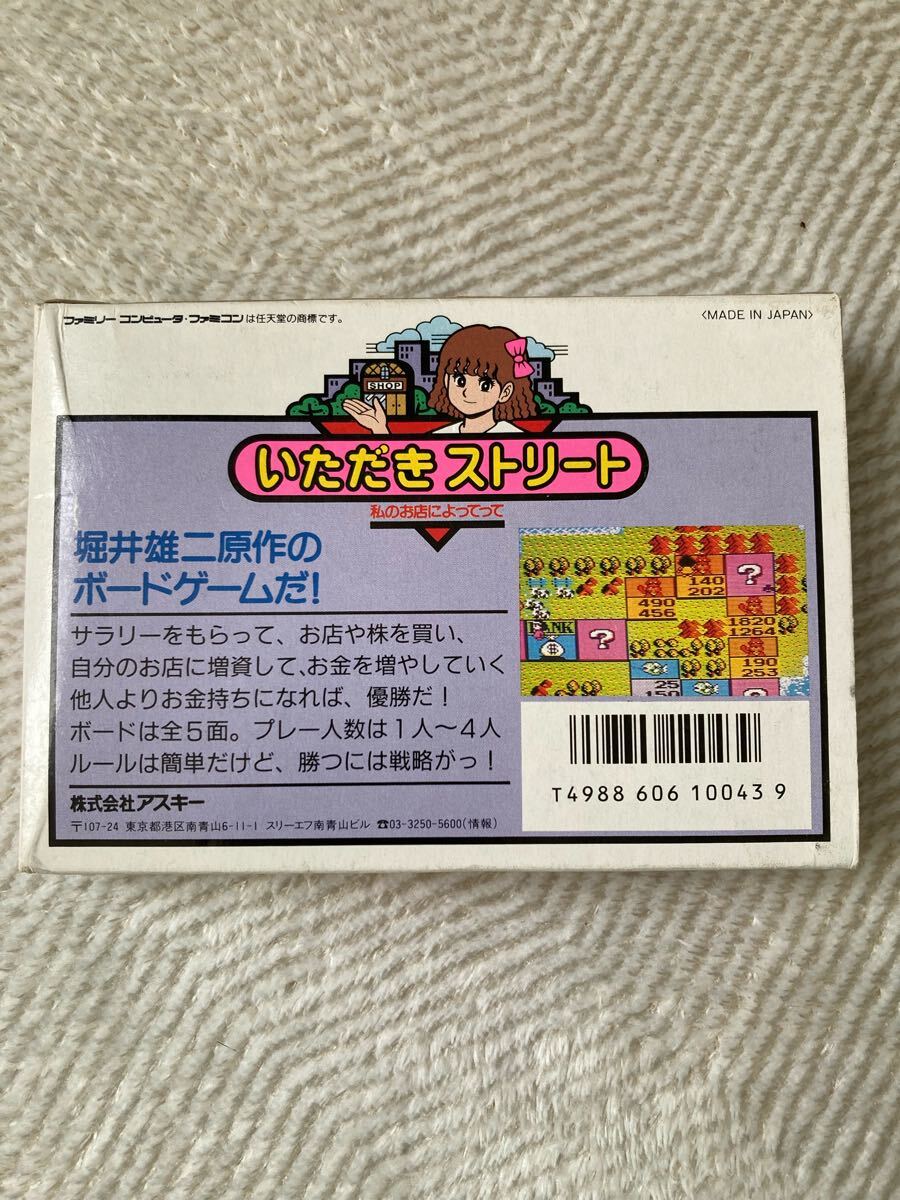 ファミリー コンピュータ・ファミコンは任天堂の商標です。
〈MADE IN JAPAN〉
SHOP
いただき ストリート
私のお店によってって
堀井雄二原作の
ボードゲームだ!
サラリーをもらって、お店や株を買い、
自分のお店に増資して、お金を増やしていく
他人よりお金持ちになれば、優勝だ!
ボードは全5面。プレー人数は1人〜4人
ルールは簡単だけど、勝つには戦略がっ!
株式会社アスキー
〒107-24 東京都港区南青山6-11-1 スリーエフ南青山ビル ☎03-3250-5600(情報)
140
202
?
490
456
1820
1264
BANK
$
?
190
253
25
150
?
T4988 606 10043 9